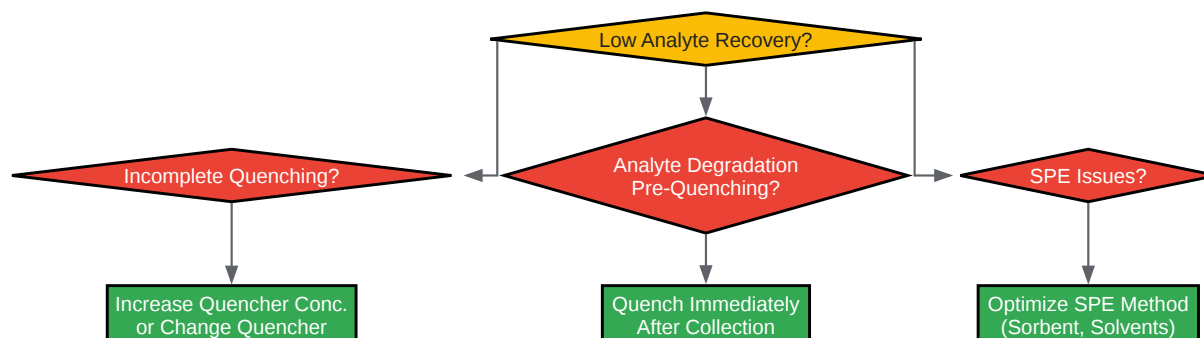 Low Analyte Recovery?
Incomplete Quenching?
Analyte Degradation
Pre-Quenching?
SPE Issues?
Increase Quencher Conc.
or Change Quencher
Quench Immediately
After Collection
Optimize SPE Method
(Sorbent, Solvents)